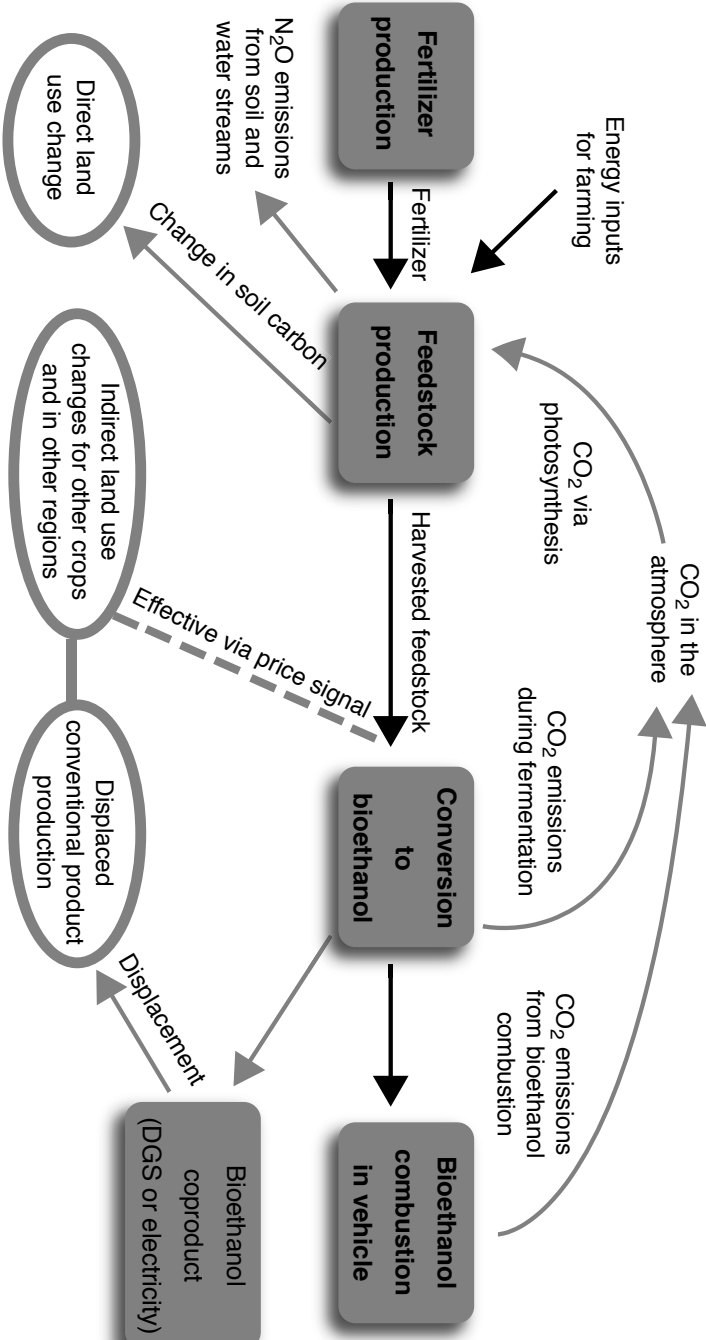 CO₂ in the
atmosphere
CO₂ via
photosynthesis
CO₂ emissions
during fermentation
CO₂ emissions
from bioethanol
combustion
Energy inputs
for farming
Fertilizer
production
Fertilizer
Feedstock
production
Harvested feedstock
Conversion
to
bioethanol
Bioethanol
combustion
in vehicle
N₂O emissions
from soil and
water streams
Change in soil carbon
Effective via price signal
Displacement
Bioethanol
coproduct
(DGS or electricity)
Direct land
use change
Indirect land use
changes for other crops
and in other regions
Displaced
conventional product
production